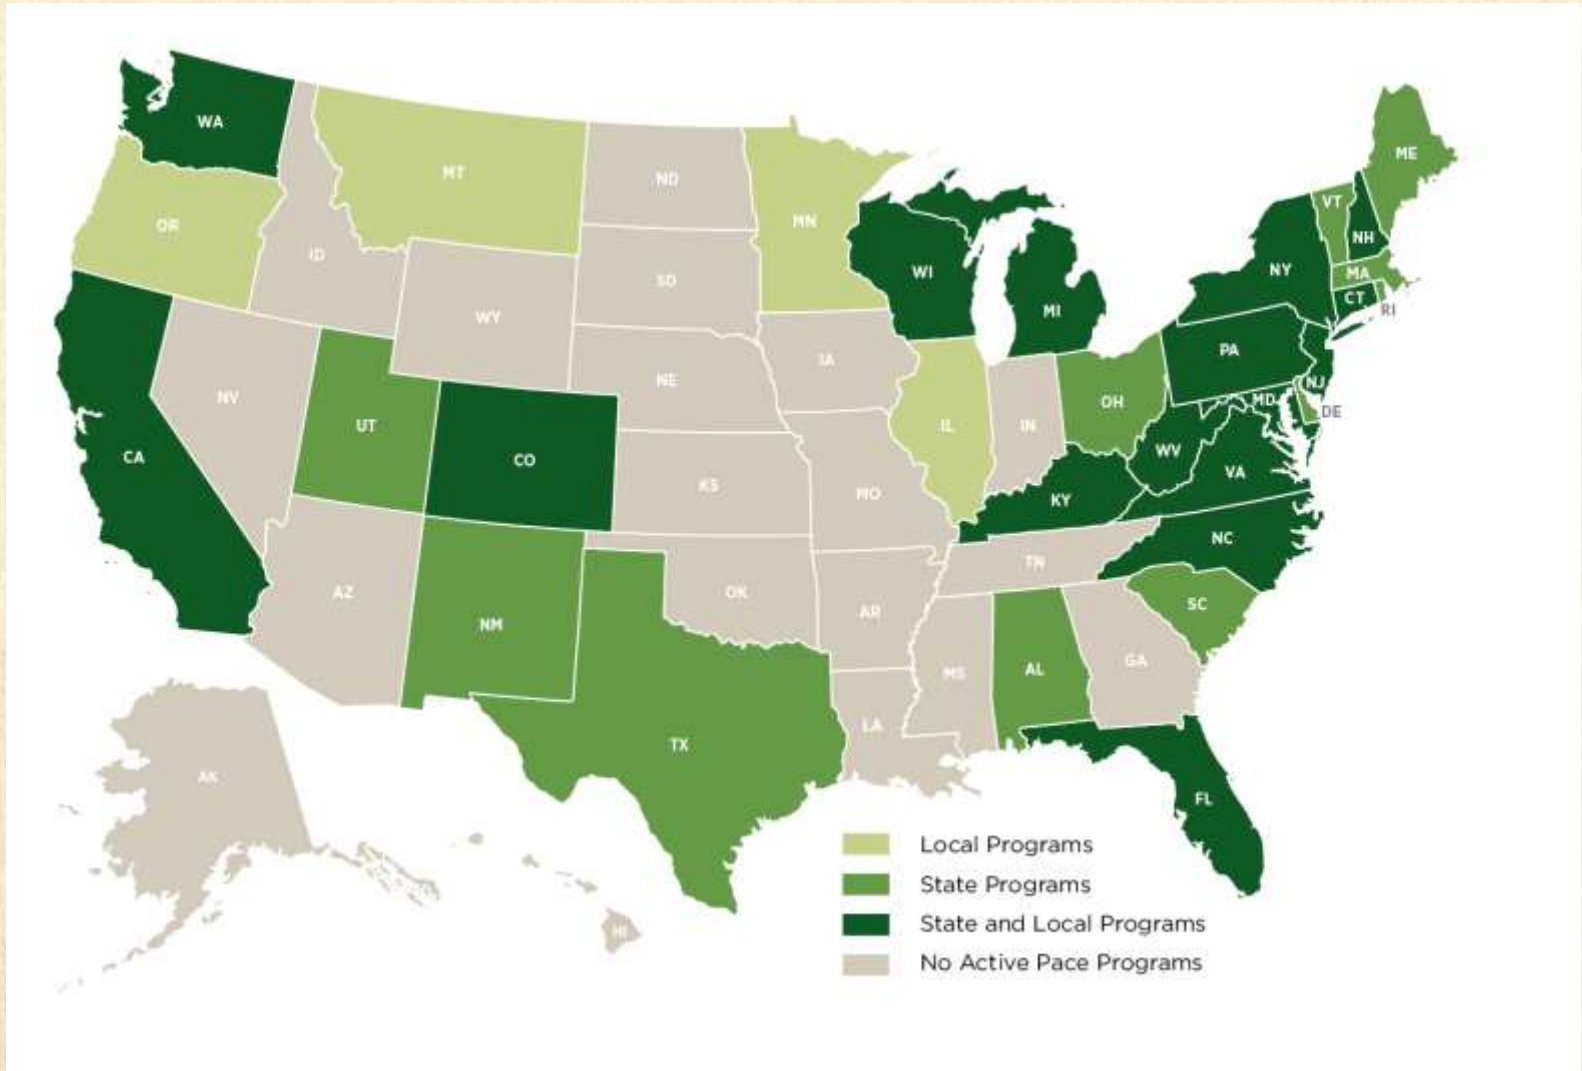 WA
MT
ND
MN
OR
ID
SD
WY
WI
MI
ME
VT
NH
NY
MA
CT
RI
NV
UT
CO
NE
IA
IL
IN
OH
PA
NJ
MD
DE
CA
KS
MO
KY
WV
VA
AZ
NM
OK
AR
TN
NC
SC
TX
LA
MS
AL
GA
FL
AK
HI
Local Programs
State Programs
State and Local Programs
No Active Pace Programs